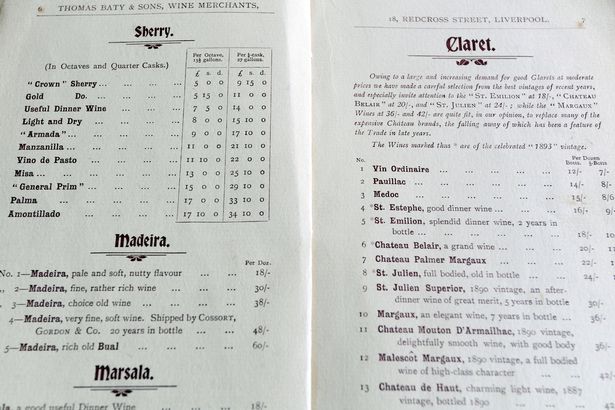 6 THOMAS BATY & SONS, WINE MERCHANTS,
Sherry.
(In Octaves and Quarter Casks.)
Per Octave, 13½ gallons. Per ¼-cask, 27 gallons.
£ s. d. £ s. d.
"Crown" Sherry ... ... ... 5 0 0 9 15 0
Gold Do. ... ... ... 5 15 0 11 0 0
Useful Dinner Wine ... ... 7 5 0 14 0 0
Light and Dry ... ... ... 8 0 0 15 10 0
"Armada" ... ... ... ... 9 0 0 17 10 0
Manzanilla ... ... ... ... 11 0 0 21 10 0
Vino de Pasto ... ... ... 11 10 0 22 0 0
Misa ... ... ... ... ... 13 0 0 25 10 0
"General Prim" ... ... ... 15 0 0 29 10 0
Palma ... ... ... ... 17 0 0 33 10 0
Amontillado ... ... ... 17 10 0 34 10 0
Madeira.
Per Doz.
No. 1—Madeira, pale and soft, nutty flavour ... ... 18/-
„ 2—Madeira, fine, rather rich wine ... ... 30/-
„ 3—Madeira, choice old wine ... ... ... 38/-
4—Madeira, very fine, soft wine. Shipped by COSSORT,
GORDON & Co. 20 years in bottle ... ... 48/-
5—Madeira, rich old Bual ... ... ... 60/-
Marsala.
a good useful Dinner Wine ... ... 18/-
18, REDCROSS STREET, LIVERPOOL. 7
Claret.
Owing to a large and increasing demand for good Clarets at moderate
prices we have made a careful selection from the best vintages of recent years,
and especially invite attention to the "ST. EMILION" at 18/-, "CHATEAU
BELAIR" at 20/-, and "ST. JULIEN" at 24/-; while the "MARGAUX"
Wines at 36/- and 42/- are quite fit, in our opinion, to replace many of the
expensive Chateau brands, the falling away of which has been a feature of
the Trade in late years.
The Wines marked thus * are of the celebrated "1893" vintage.
No. Per Dozen
Botts. ½-Botts.
1 Vin Ordinaire ... ... ... ... 12/- 7/-
2 Pauillac ... ... ... ... ... 14/- 8/-
3 Medoc ... ... ... ... ... 15/- 8/6
4 *St. Estephe, good dinner wine ... ... ... 16/- 9/-
5 *St. Emilion, splendid dinner wine, 2 years in
bottle ... ... ... ... ... 18/-
6 *Chateau Belair, a grand wine ... ... ... 20/-
7 Chateau Palmer Margaux ... ... ... 22/-
8 *St. Julien, full bodied, old in bottle ... ... 24/-
9 St. Julien Superior, 1890 vintage, an after-
dinner wine of great merit, 5 years in bottle 30/-
10 Margaux, an elegant wine, 7 years in bottle ... 36/-
11 Chateau Mouton D'Armailhac, 1890 vintage,
delightfully smooth wine, with good body 36/-
12 Malescot Margaux, 1890 vintage, a full bodied
wine of high-class character ... ...
13 Chateau de Haut, charming light wine, 1887
vintage, bottled 1890 ... ...